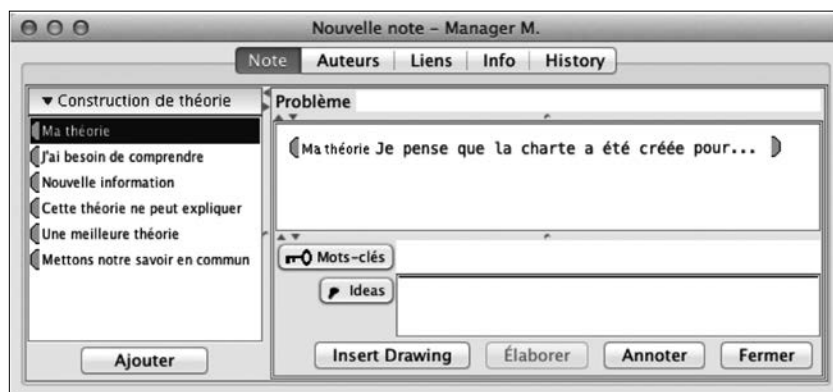 Nouvelle note – Manager M.
Note Auteurs Liens Info History
▼ Construction de théorie
Ma théorie
J'ai besoin de comprendre
Nouvelle information
Cette théorie ne peut expliquer
Une meilleure théorie
Mettons notre savoir en commun
Ajouter
Problème
Ma théorie Je pense que la charte a été créée pour...
Mots-clés
Ideas
Insert Drawing Élaborer Annoter Fermer